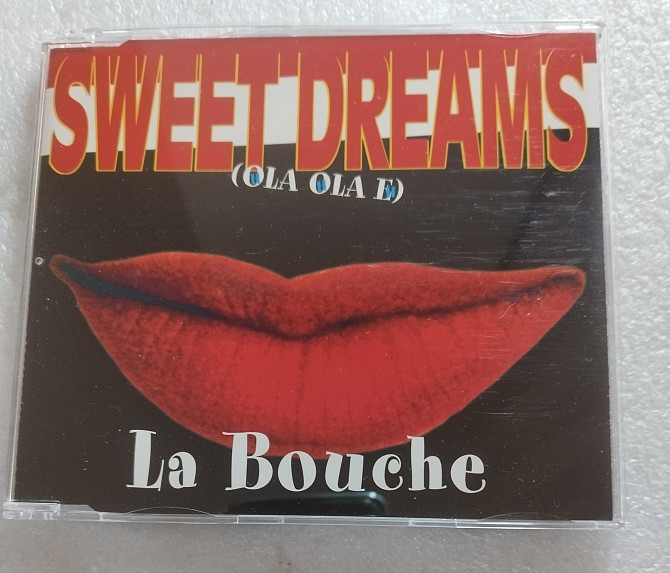 SWEET DREAMS
(OLA OLA E)
La Bouche